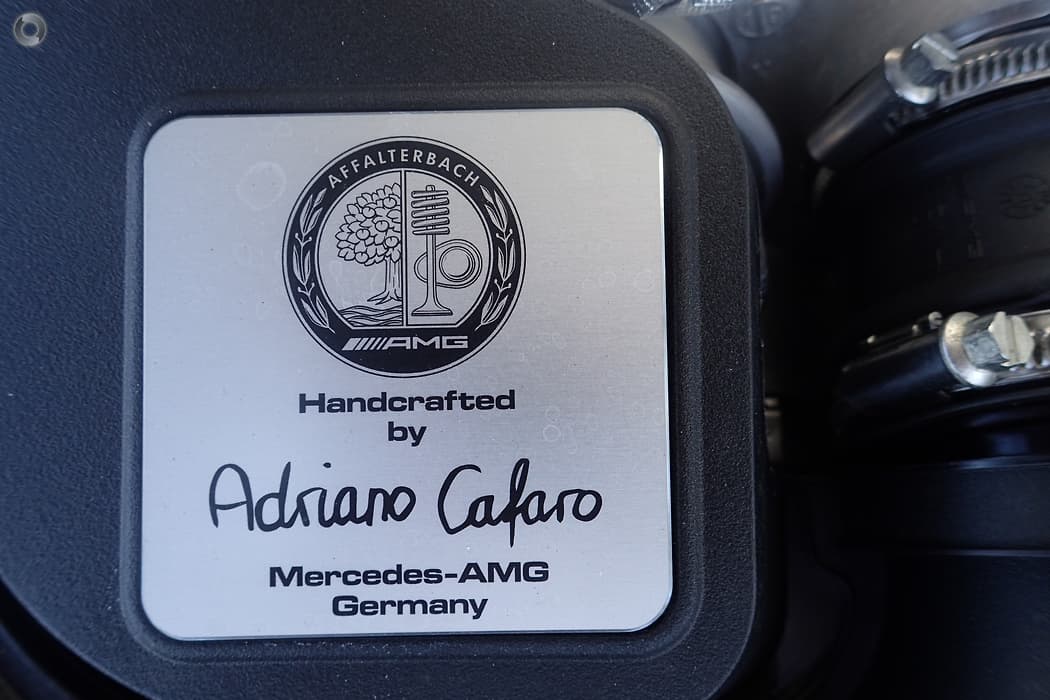 AFFALTERBACH
AMG
Handcrafted
by
Adriano Cafaro
Mercedes-AMG
Germany